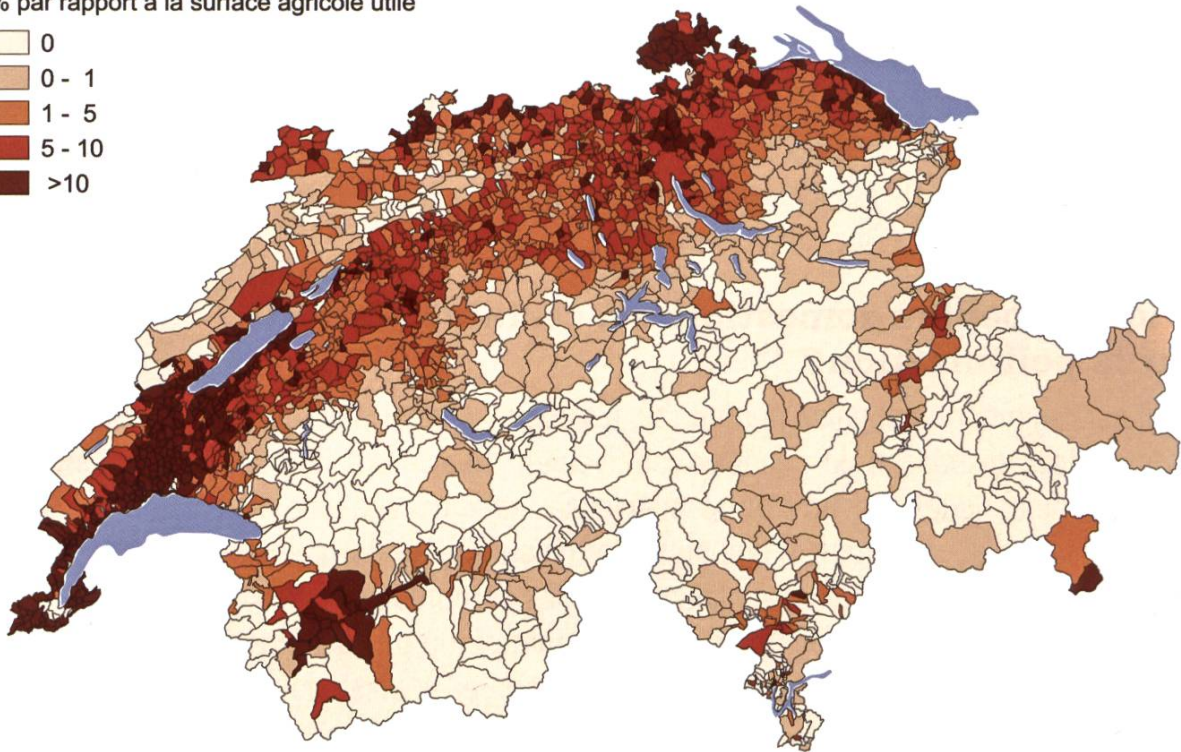 % par rapport à la surface agricole utile
0
0 - 1
1 - 5
5 - 10
>10